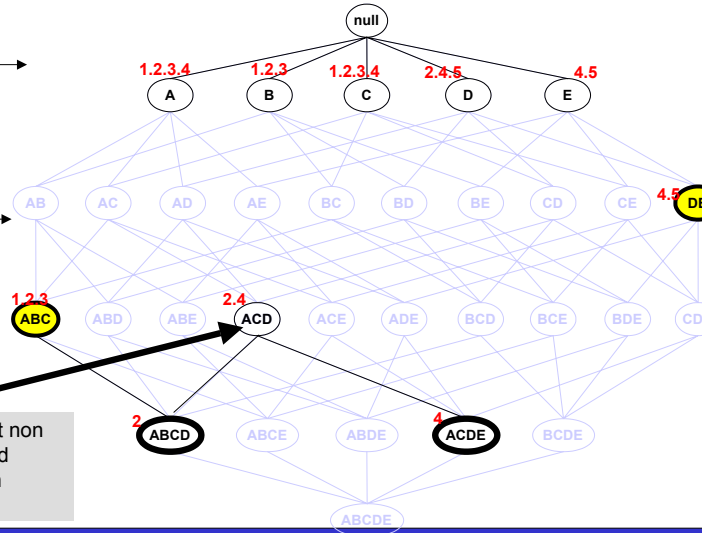 null
1.2.3.4 1.2.3 1.2.3.4 2.4.5 4.5
A B C D E
4.5
AB AC AD AE BC BD BE CD CE DE
1.2.3 2.4
ABC ABD ABE ACD ACE ADE BCD BCE BDE CD
t non
d
2 4
ABCD ABCE ABDE ACDE BCDE
ABCDE